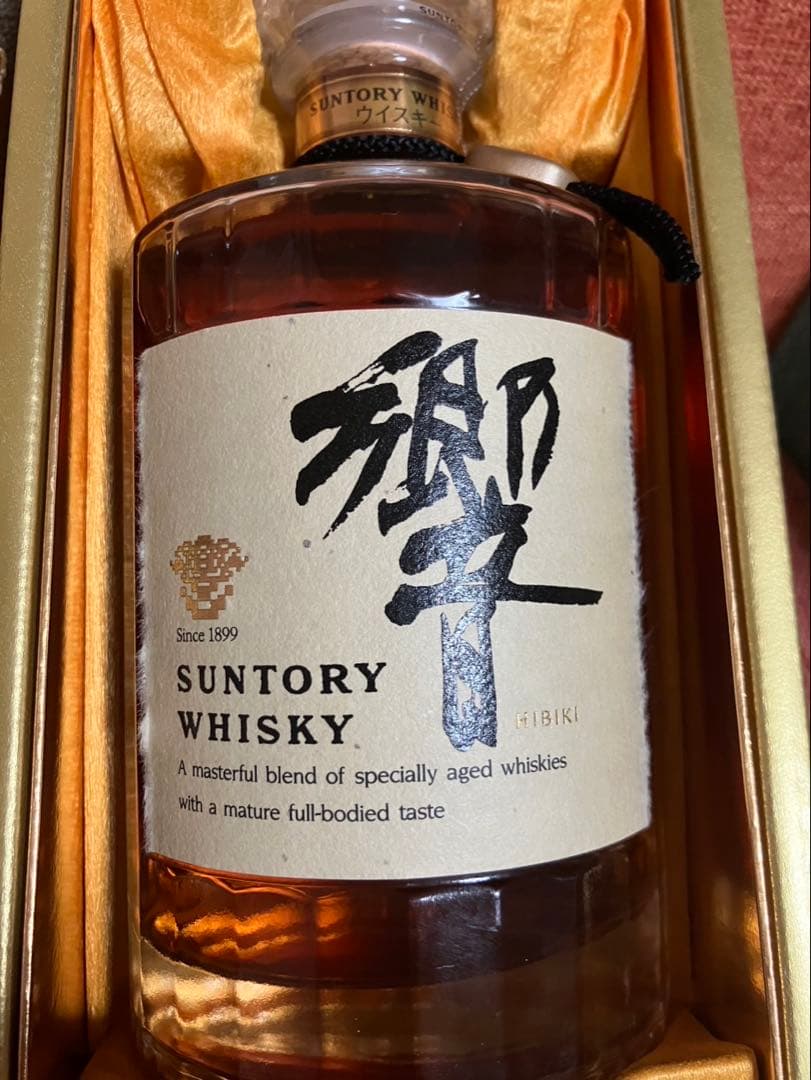 SUNTORY
SUNTORY WHIS
ウイスキー
響
Since 1899
SUNTORY
WHISKY
HIBIKI
A masterful blend of specially aged whiskies
with a mature full-bodied taste